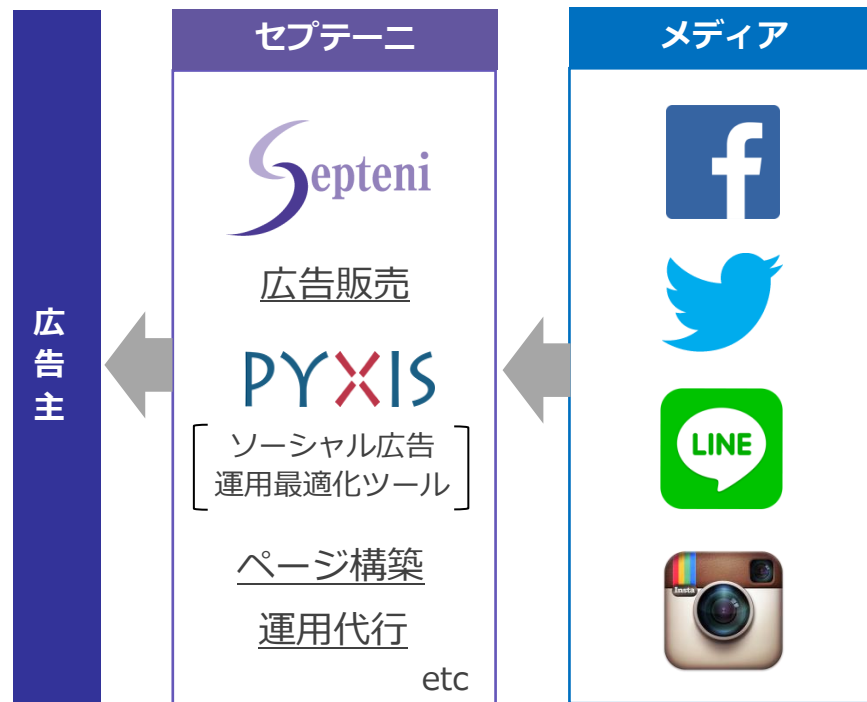 広告主
セプテーニ
Septeni
広告販売
PYXIS
ソーシャル広告
運用最適化ツール
ページ構築
運用代行
etc
メディア
f
LINE
Insta